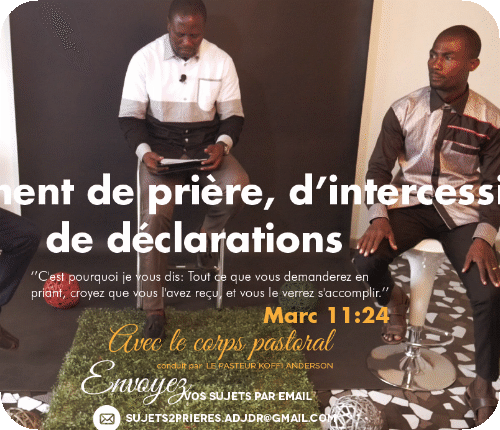 ment de prière, d'intercessi
de déclarations
‘’C'est pourquoi je vous dis: Tout ce que vous demanderez en
priant, croyez que vous l'avez reçu, et vous le verrez s'accomplir.’’
Marc 11:24
Avec le corps pastoral
conduit par LE PASTEUR KOFFI ANDERSON
Envoyez
VOS SUJETS PAR EMAIL
SUJETS2PRIERES.ADJDR@GMAIL.COM